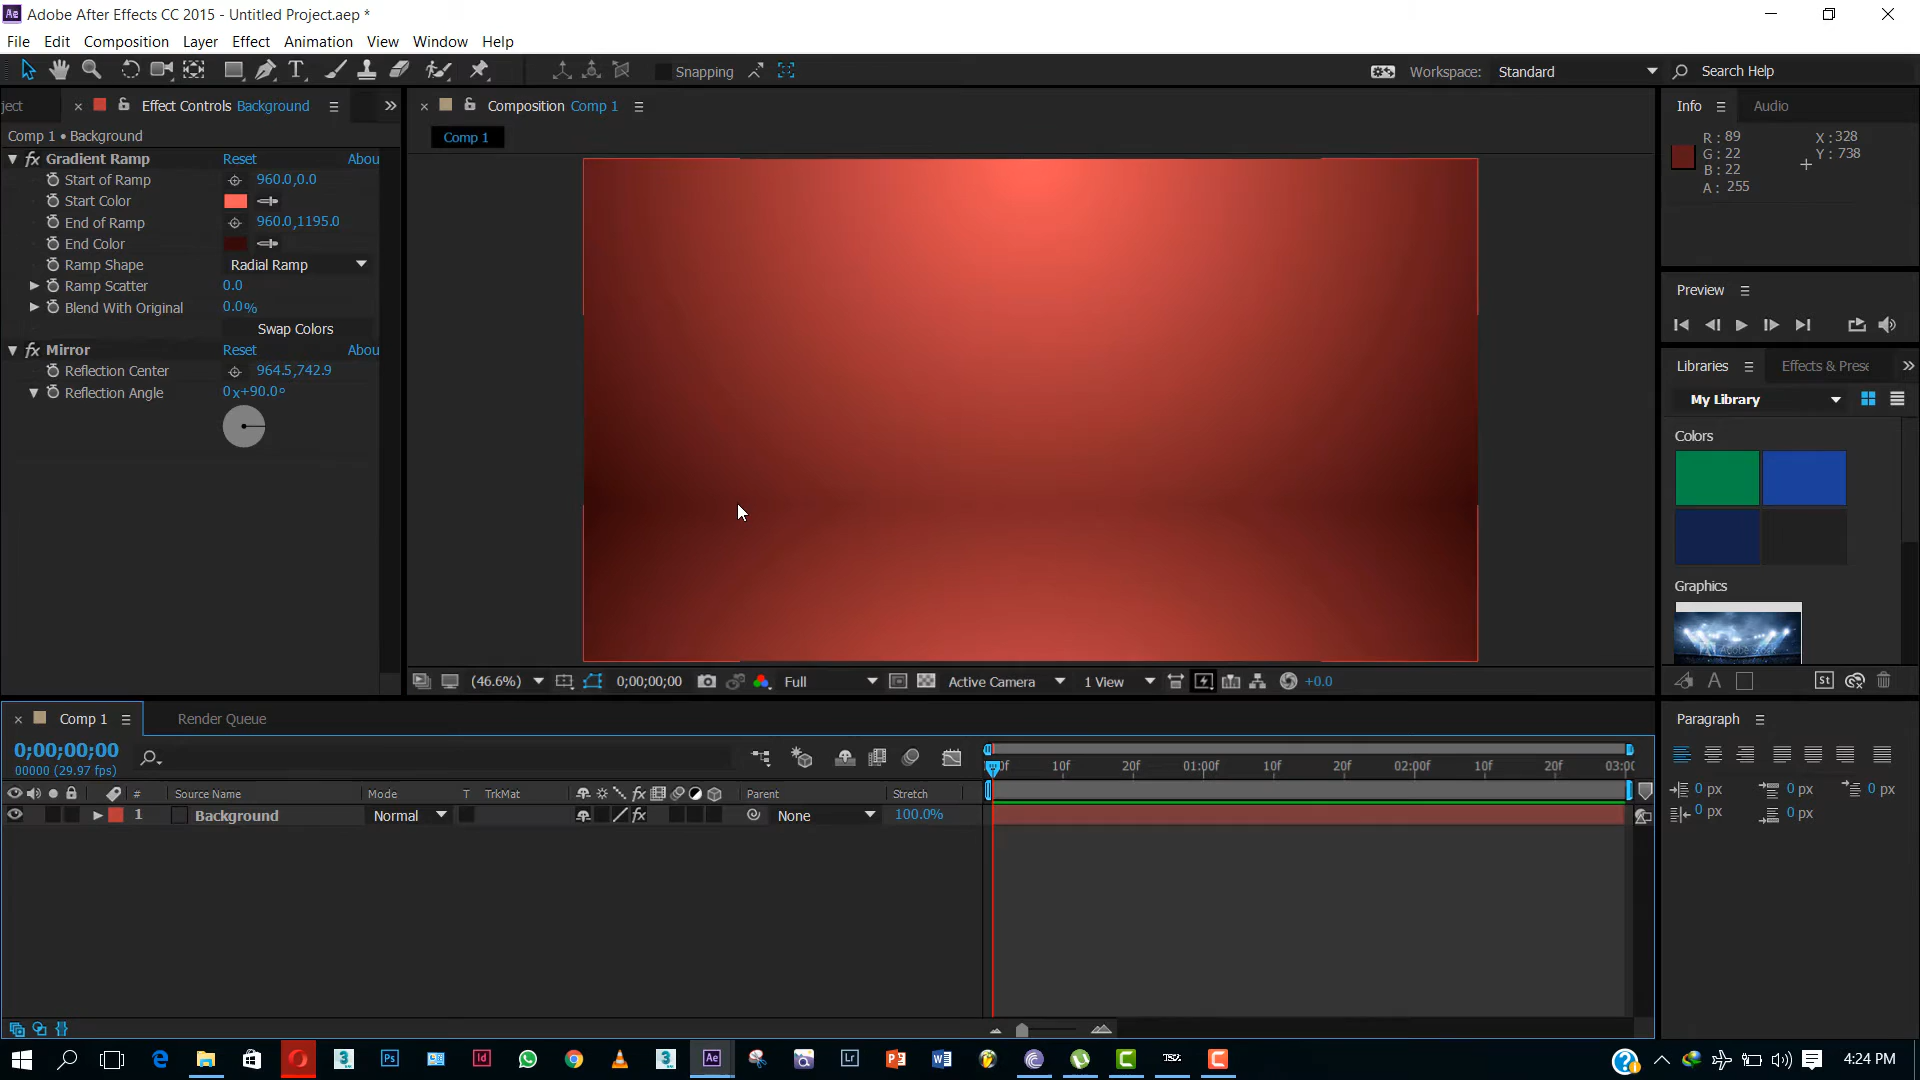 Adobe After Effects CC 2015 - Untitled Project.aep *
File Edit Composition Layer Effect Animation View Window Help
Snapping Workspace: Standard Search Help
ject Effect Controls Background Composition Comp 1 Info Audio
Comp 1 • Background Comp 1
R : 89 X : 328
G : 22 Y : 738
B : 22
A : 255
fx Gradient Ramp Reset Abou
Start of Ramp 960.0,0.0
Start Color
End of Ramp 960.0,1195.0
End Color
Ramp Shape Radial Ramp
Ramp Scatter 0.0
Blend With Original 0.0%
Swap Colors
fx Mirror Reset Abou
Reflection Center 964.5,742.9
Reflection Angle 0x+90.0°
Preview
Libraries Effects & Prese
My Library
Colors
Graphics
(46.6%) 0;00;00;00 Full Active Camera 1 View +0.0
St
Comp 1 Render Queue Paragraph
0;00;00;00
00000 (29.97 fps)
10f 20f 01:00f 10f 20f 02:00f 10f 20f 03:00
# Source Name Mode T TrkMat fx Parent Stretch
1 Background Normal fx None 100.0%
0 px 0 px 0 px
0 px 0 px
4:24 PM